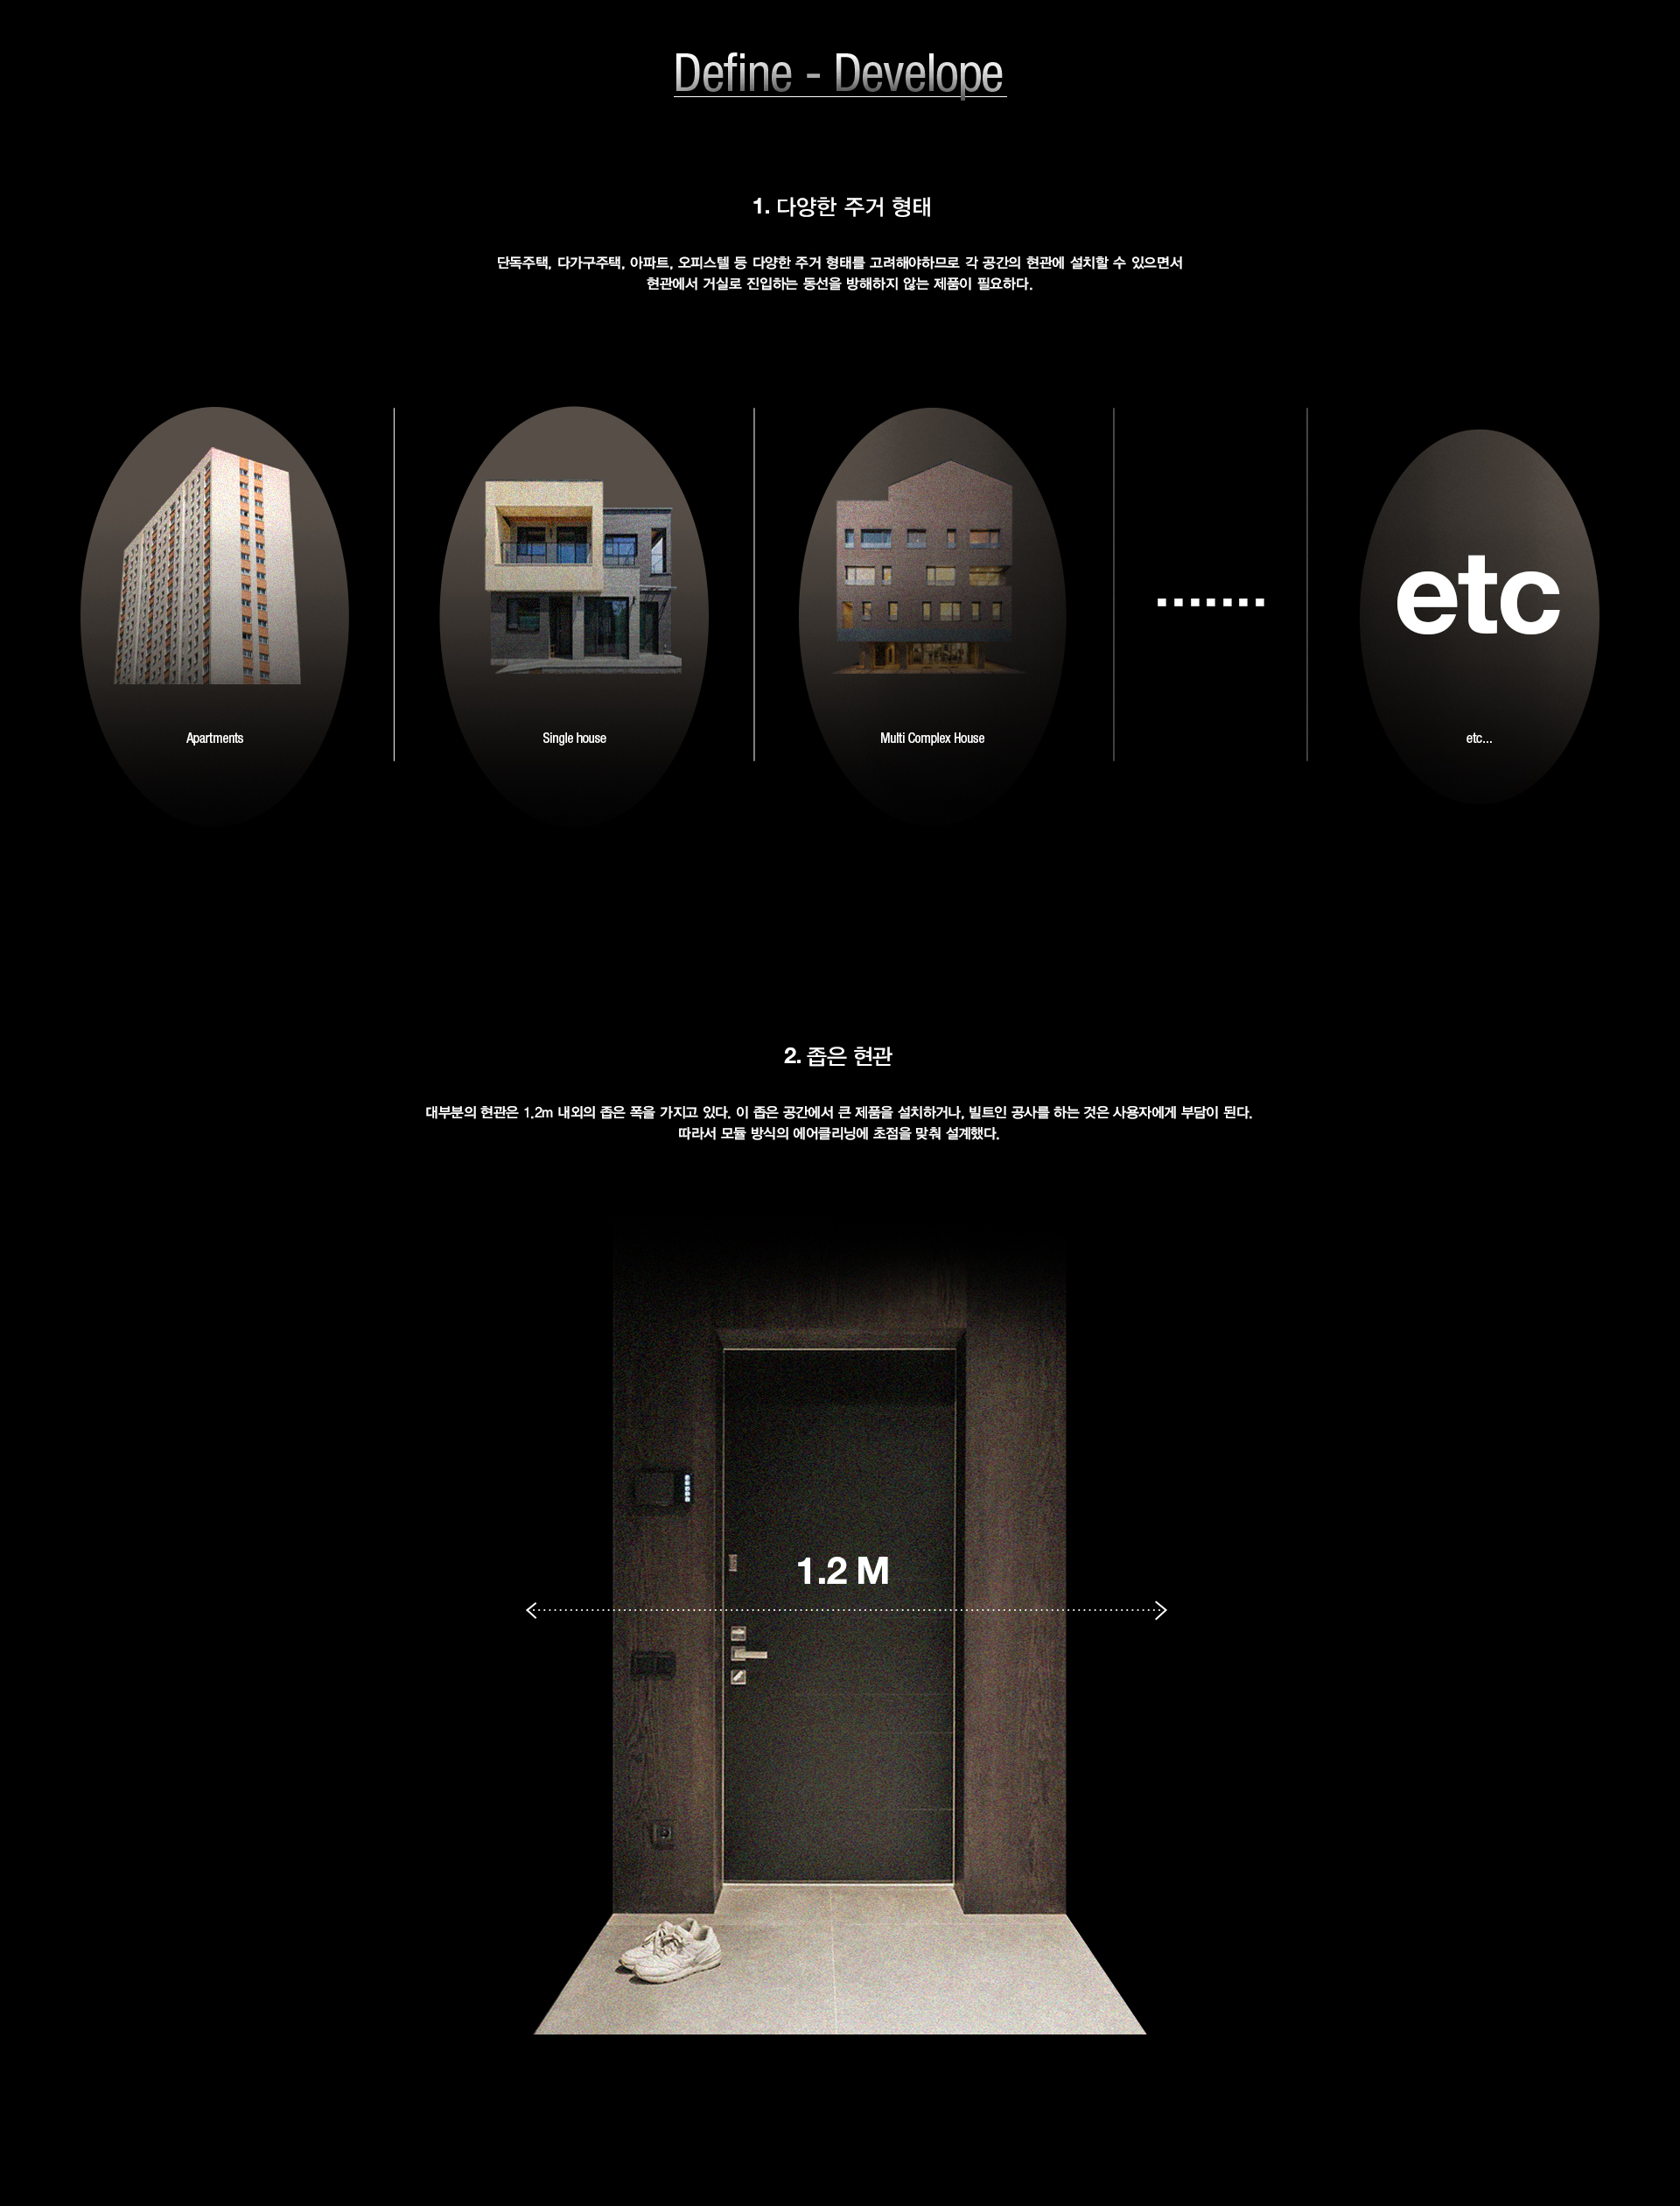 Define - Develope
1. 다양한 주거 형태
단독주택, 다가구주택, 아파트, 오피스텔 등 다양한 주거 형태를 고려해야하므로 각 공간의 현관에 설치할 수 있으면서
현관에서 거실로 진입하는 동선을 방해하지 않는 제품이 필요하다.
etc
Apartments
Single house
Multi Complex House
etc...
2. 좁은 현관
대부분의 현관은 1.2m 내외의 좁은 폭을 가지고 있다. 이 좁은 공간에서 큰 제품을 설치하거나, 빌트인 공사를 하는 것은 사용자에게 부담이 된다.
따라서 모듈 방식의 에어클리닝에 초점을 맞춰 설계했다.
1.2 M